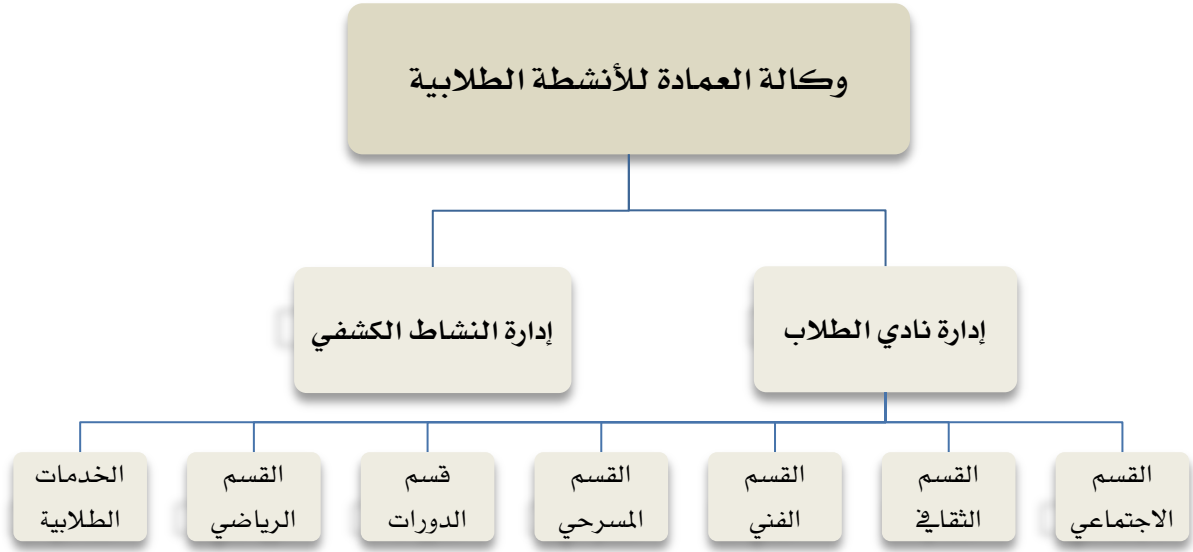 وكالة العمادة للأنشطة الطلابية
إدارة نادي الطلاب
إدارة النشاط الكشفي
القسم
الاجتماعي
القسم
الثقافي
القسم
الفني
القسم
المسرحي
قسم
الدورات
القسم
الرياضي
الخدمات
الطلابية